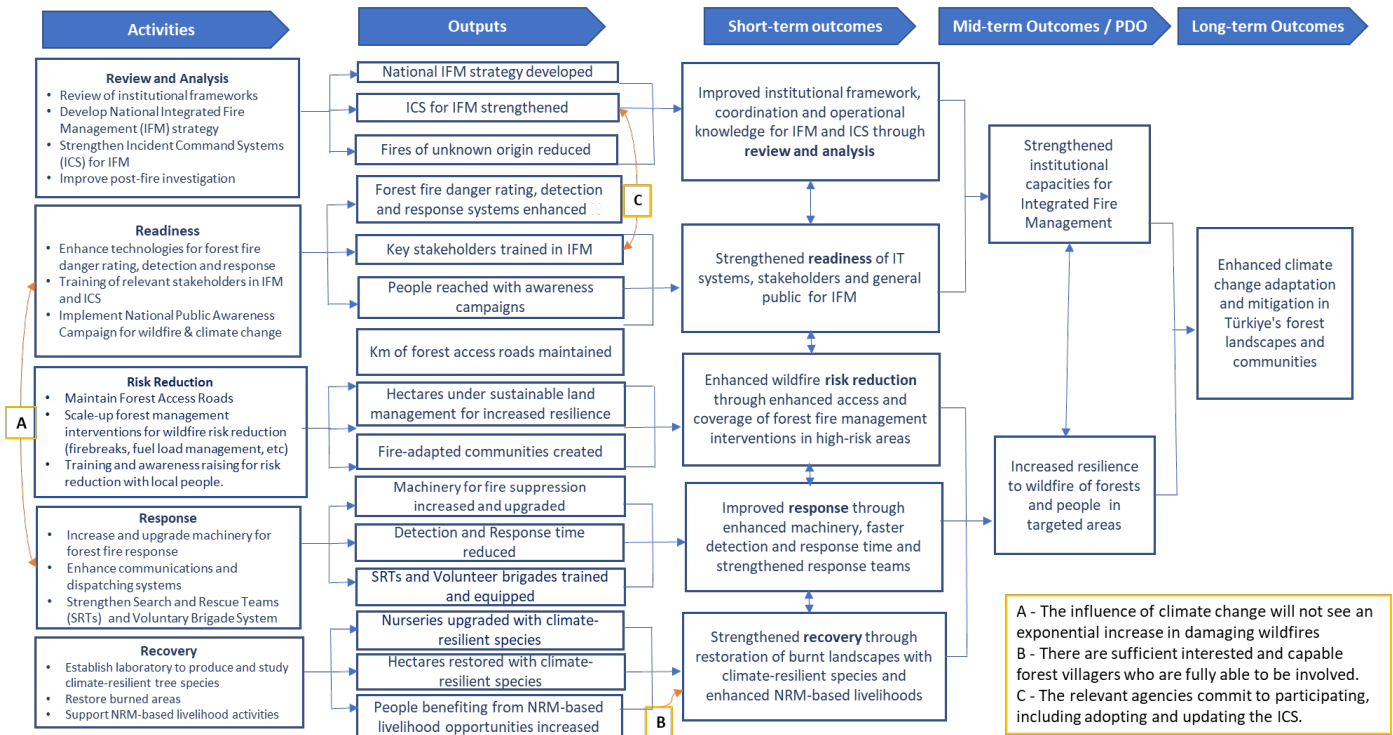 Activities
Outputs
Short-term outcomes
Mid-term Outcomes / PDO
Long-term Outcomes
Review and Analysis
• Review of institutional frameworks
• Develop National Integrated Fire
Management (IFM) strategy
• Strengthen Incident Command Systems
(ICS) for IFM
• Improve post-fire investigation
Readiness
• Enhance technologies for forest fire
danger rating, detection and response
• Training of relevant stakeholders in IFM
and ICS
• Implement National Public Awareness
Campaign for wildfire & climate change
A
Risk Reduction
• Maintain Forest Access Roads
• Scale-up forest management
interventions for wildfire risk reduction
(firebreaks, fuel load management, etc)
• Training and awareness raising for risk
reduction with local people.
Response
• Increase and upgrade machinery for
forest fire response
• Enhance communications and
dispatching systems
• Strengthen Search and Rescue Teams
(SRTs) and Voluntary Brigade System
Recovery
• Establish laboratory to produce and study
climate-resilient tree species
• Restore burned areas
• Support NRM-based livelihood activities
National IFM strategy developed
ICS for IFM strengthened
Fires of unknown origin reduced
Forest fire danger rating, detection
and response systems enhanced
C
Key stakeholders trained in IFM
People reached with awareness
campaigns
Km of forest access roads maintained
Hectares under sustainable land
management for increased resilience
Fire-adapted communities created
Machinery for fire suppression
increased and upgraded
Detection and Response time
reduced
SRTs and Volunteer brigades trained
and equipped
Nurseries upgraded with climate-
resilient species
Hectares restored with climate-
resilient species
People benefiting from NRM-based
livelihood opportunities increased
B
Improved institutional framework,
coordination and operational
knowledge for IFM and ICS through
review and analysis
Strengthened readiness of IT
systems, stakeholders and general
public for IFM
Enhanced wildfire risk reduction
through enhanced access and
coverage of forest fire management
interventions in high-risk areas
Improved response through
enhanced machinery, faster
detection and response time and
strengthened response teams
Strengthened recovery through
restoration of burnt landscapes with
climate-resilient species and
enhanced NRM-based livelihoods
Strengthened
institutional
capacities for
Integrated Fire
Management
Increased resilience
to wildfire of forests
and people in
targeted areas
Enhanced climate
change adaptation
and mitigation in
Türkiye's forest
landscapes and
communities
A - The influence of climate change will not see an
exponential increase in damaging wildfires
B - There are sufficient interested and capable
forest villagers who are fully able to be involved.
C - The relevant agencies commit to participating,
including adopting and updating the ICS.